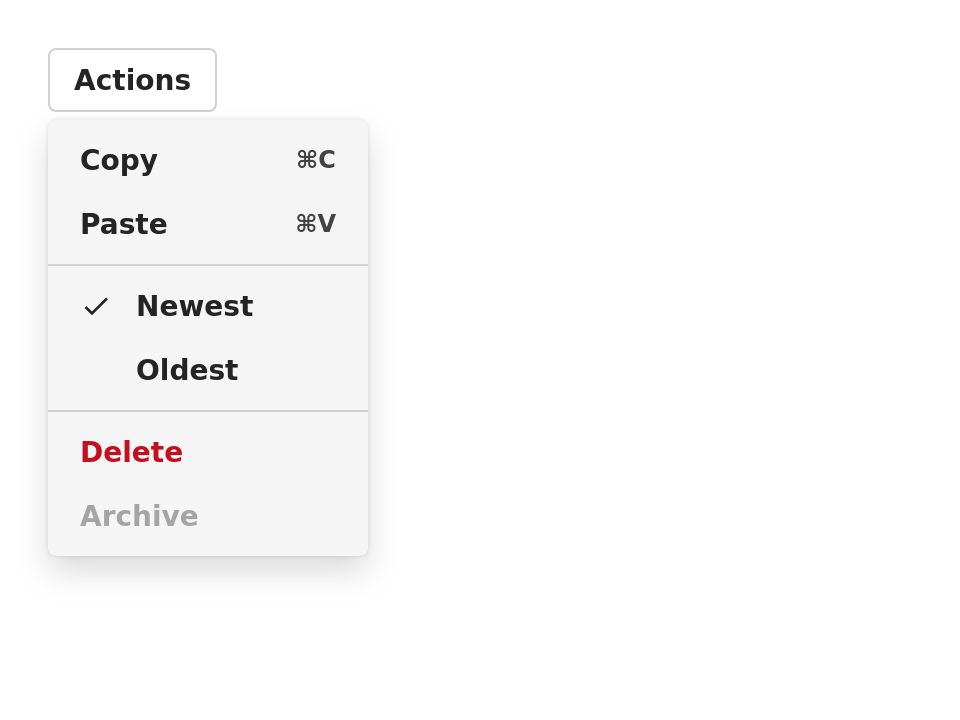 Actions
Copy ⌘C
Paste ⌘V
Newest
Oldest
Delete
Archive